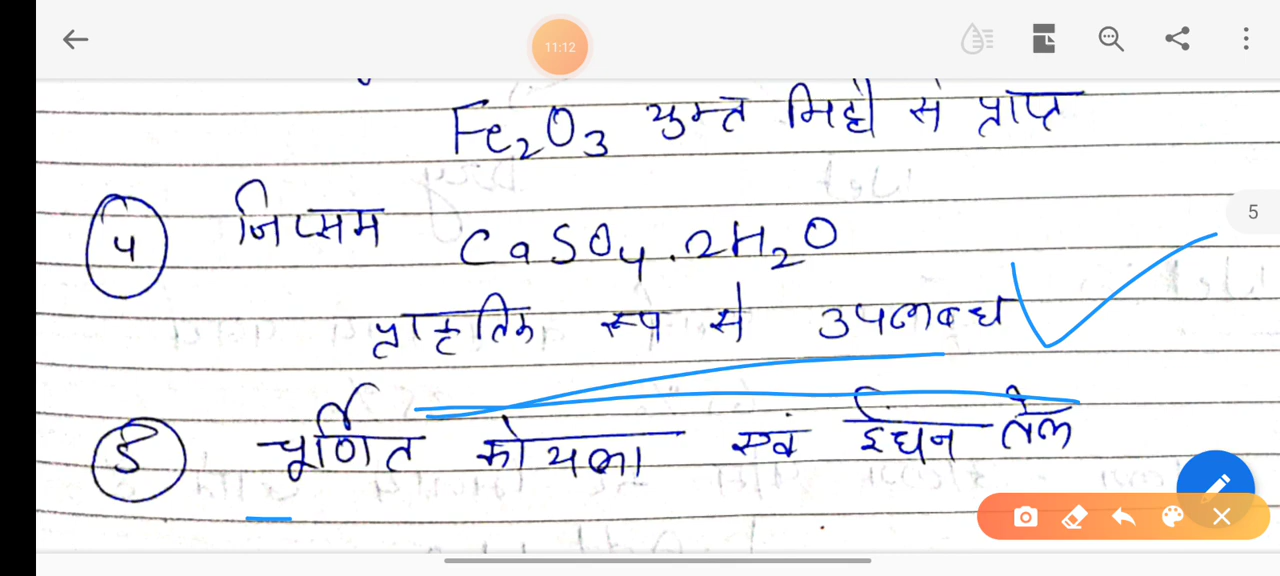 11:12
Fe₂O₃ युक्त मिट्टी से प्राप्त
4 जिप्सम CaSO₄.2H₂O
5
प्राकृतिक रूप से उपलब्ध
5 चूर्णित कोयला एवं ईंधन तेल